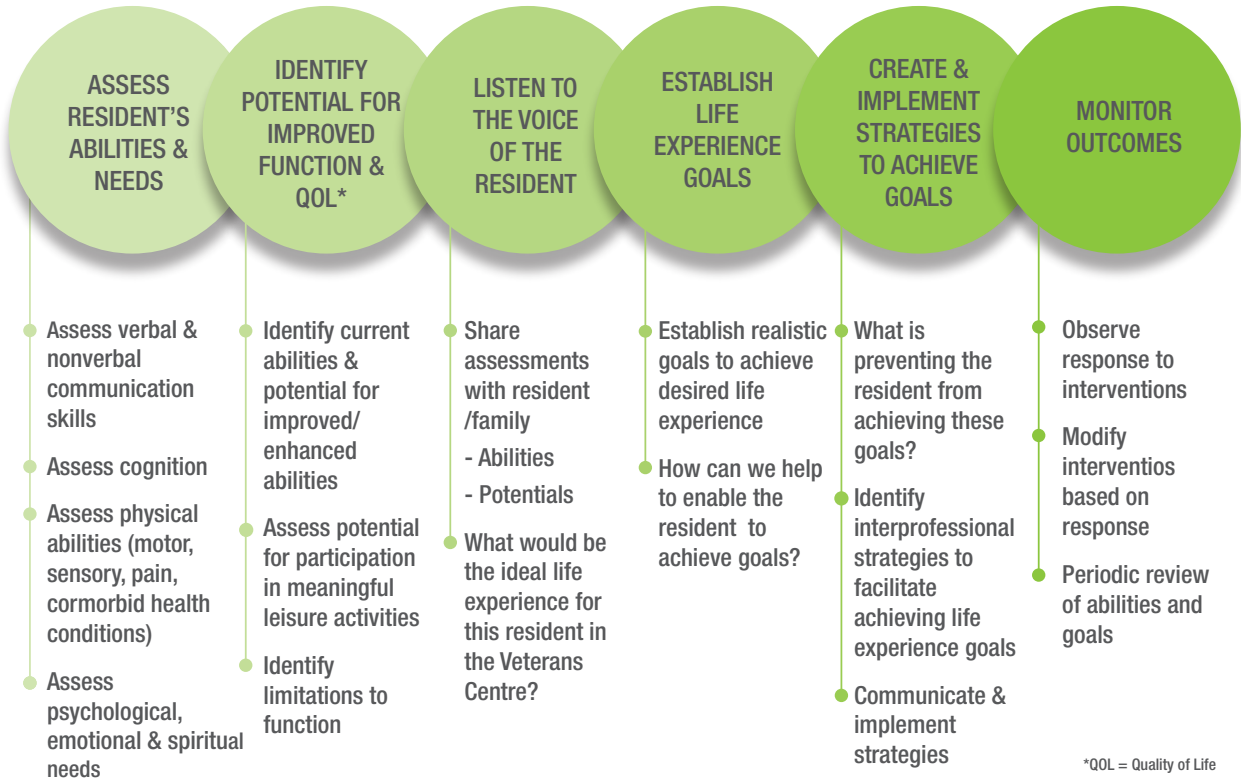 ASSESS
RESIDENT'S
ABILITIES &
NEEDS
IDENTIFY
POTENTIAL FOR
IMPROVED
FUNCTION &
QOL*
LISTEN TO
THE VOICE
OF THE
RESIDENT
ESTABLISH
LIFE
EXPERIENCE
GOALS
CREATE &
IMPLEMENT
STRATEGIES
TO ACHIEVE
GOALS
MONITOR
OUTCOMES
Assess verbal &
nonverbal
communication
skills
Assess cognition
Assess physical
abilities (motor,
sensory, pain,
cormorbid health
conditions)
Assess
psychological,
emotional & spiritual
needs
Identify current
abilities &
potential for
improved/
enhanced
abilities
Assess potential
for participation
in meaningful
leisure activities
Identify
limitations to
function
Share
assessments
with resident
/family
- Abilities
- Potentials
What would be
the ideal life
experience for
this resident in
the Veterans
Centre?
Establish realistic
goals to achieve
desired life
experience
How can we help
to enable the
resident to
achieve goals?
What is
preventing the
resident from
achieving these
goals?
Identify
interprofessional
strategies to
facilitate
achieving life
experience goals
Communicate &
implement
strategies
Observe
response to
interventions
Modify
interventios
based on
response
Periodic review
of abilities and
goals
*QOL = Quality of Life